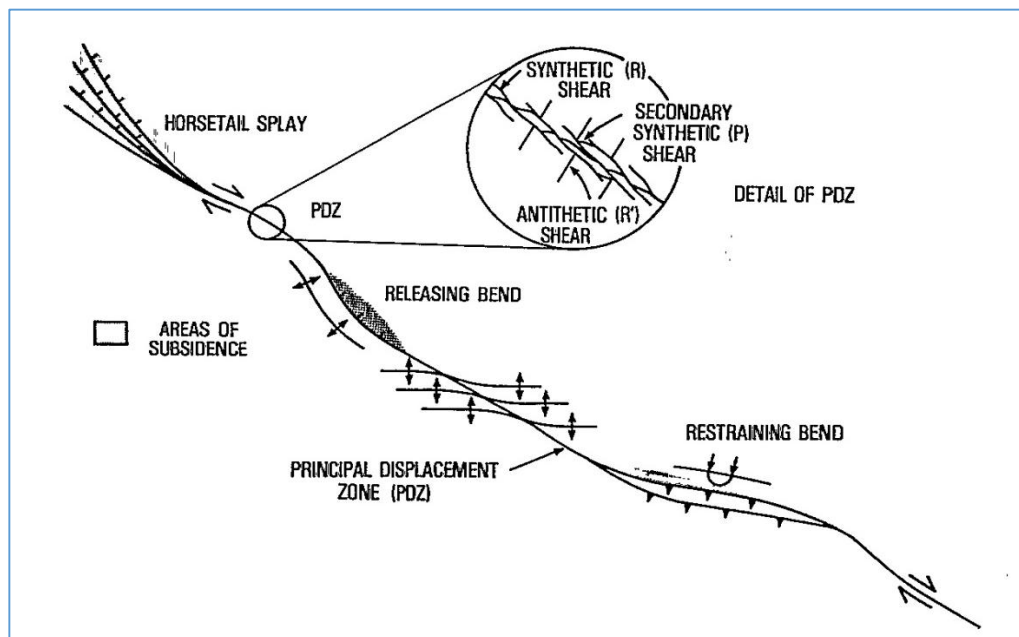 SYNTHETIC (R)
SHEAR
SECONDARY
SYNTHETIC (P)
SHEAR
HORSETAIL SPLAY
PDZ
ANTITHETIC (R')
SHEAR
DETAIL OF PDZ
RELEASING BEND
AREAS OF
SUBSIDENCE
RESTRAINING BEND
PRINCIPAL DISPLACEMENT
ZONE (PDZ)